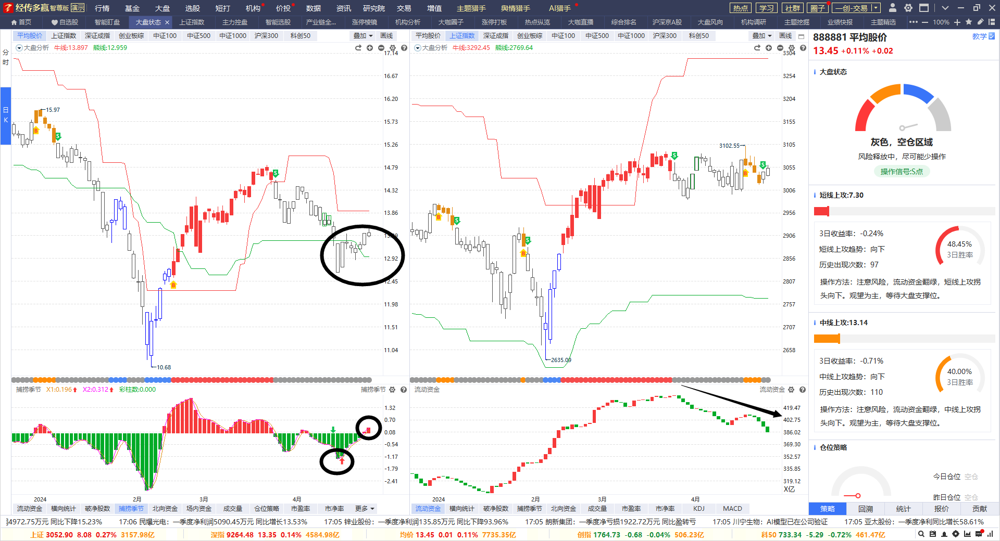 经传多赢 智尊版 演示 行情 基金 大盘 选股 短打 机构 价投 数据 资讯 研究院 交易 增值 主题猎手 舆情猎手 AI猎手 热点 学习 社群 圈子 一创-交易
首页 自选股 智能盯盘 大盘状态 × 上证指数 主力控盘 智能选股 产业链全... 涨停棱镜 机构分析 大咖圈子 涨停打板 热点纵览 大咖直播 综合排名 沪深京A股 大盘风向 机构调研 主题挖掘 业绩快报 主题精选 100%
分时
日K
平均股价 上证指数 深证成指 创业板综 中证100 中证500 中证1000 沪深300 科创50 叠加 画线
大盘分析 牛线:13.897 熊线:12.959
17.14
16.67
16.20
15.73
15.26
14.79
14.32
13.86
12.92
12.45
11.98
11.51
11.04
15.97
B
S
B
S
10.68
捕捞季节 X1:0.196 X2:0.312 彩柱数:0.000 捕捞季节
1.32
0.70
0.08
-0.54
-1.17
-1.79
-2.41
2024 2月 3月 4月
流动资金 横向统计 破净股数 捕捞季节 北向资金 场内资金 成交量 仓位策略 市盈率 市净率 更多
平均股价 上证指数 深证成指 创业板综 中证100 中证500 中证1000 沪深300 科创50 叠加 画线
大盘分析 牛线:3292.45 熊线:2769.64
3304
3254
3204
3155
3105
3055
3006
2956
2906
2856
2807
2757
2707
2658
3102.55
B
S
B
S
S
B
S
2635.09
流动资金 流动资金
419.47
402.75
386.02
369.30
352.57
335.85
319.12
X亿
2024 2月 3月 4月
流动资金 横向统计 破净股数 捕捞季节 北向资金 成交量 市盈率 市净率 KDJ MACD
888881 平均股价 教学
13.45 +0.11% +0.02
大盘状态
灰色，空仓区域
风险释放中，尽可能少操作
操作信号:S点
短线上攻:7.30
3日收益率：-0.24%
短线上攻趋势：向下
历史出现次数：97
48.45%
3日胜率
操作方法：注意风险，流动资金翻绿，短线上攻拐
头向下。观望为主，等待大盘支撑位。
中线上攻:13.14
3日收益率：-0.71%
中线上攻趋势：向下
历史出现次数：110
40.00%
3日胜率
操作方法：注意风险，流动资金翻绿，中线上攻拐
头向下。观望为主，等待大盘支撑位。
仓位策略
今日仓位 空仓
昨日仓位 空仓
策略 回溯 统计 报价 贡献
4972.75万元 同比下降15.23% 17:06 民爆光电：一季度净利润5090.45万元 同比增长13.53% 17:05 锌业股份：一季度净利润135.85万元 同比下降93.96% 17:05 朗新集团：一季度净亏损1922.72万元 同比盈转亏 17:05 川宁生物：AI模型已在公司验证 17:05 亚太股份：一季度净利同比增长58.61%
上证 3052.90 8.08 0.27% 3157.98亿 深指 9264.48 13.35 0.14% 4584.98亿 均价 13.45 0.01 0.11% 7735.35亿 创指 1764.73 -0.68 -0.04% 506.23亿 科50 733.34 -5.29 -0.72% 461.47亿